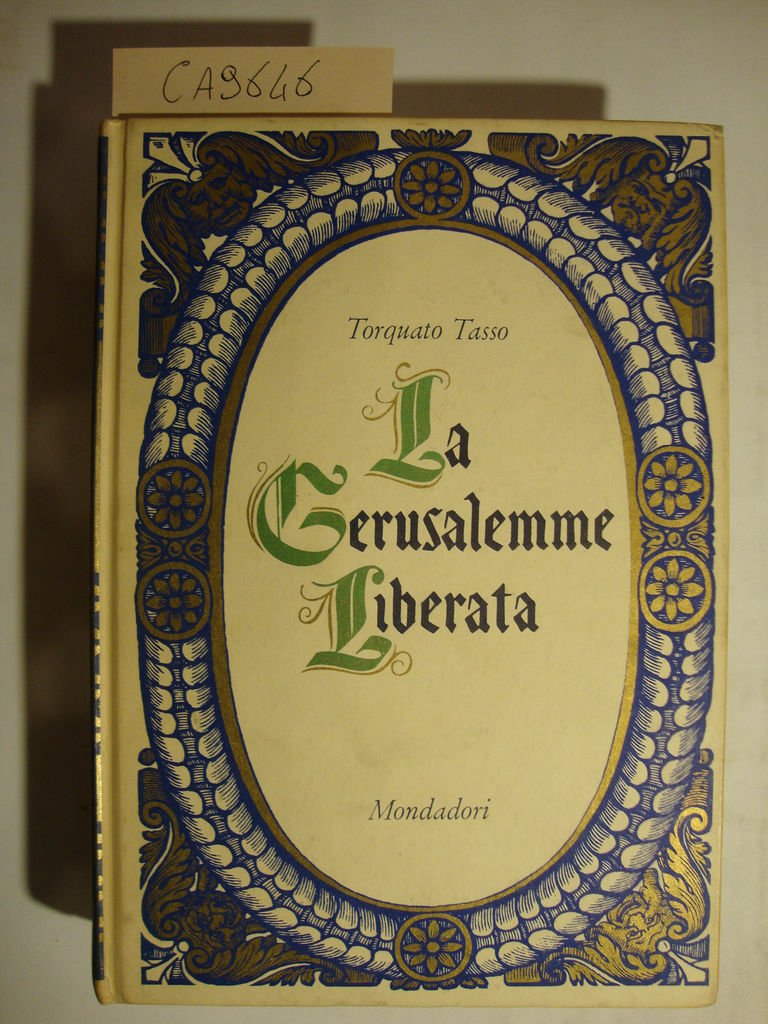 CA9646
Torquato Tasso
La
Gerusalemme
Liberata
Mondadori